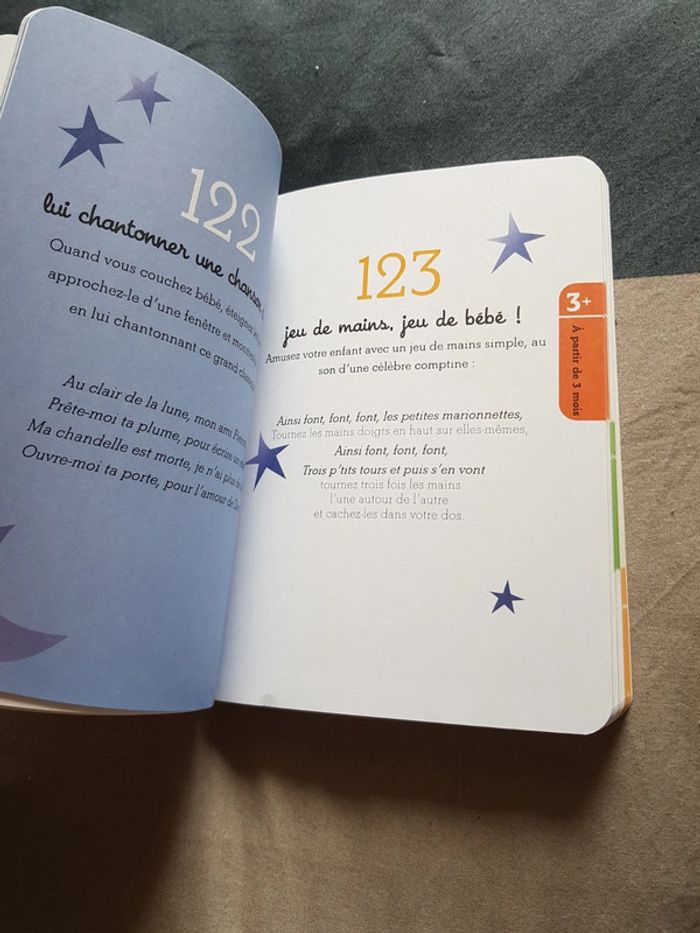 122
lui chantonner une chanson
Quand vous couchez bébé, éteignez
approchez-le d'une fenêtre et
en lui chantonnant ce grand
Au clair de la lune, mon ami
Prête-moi ta plume, pour écrire un
Ma chandelle est morte, je n'ai plus
Ouvre-moi ta porte, pour l'amour de
123
jeu de mains, jeu de bébé !
Amusez votre enfant avec un jeu de mains simple, au
son d'une célèbre comptine :
Ainsi font, font, font, les petites marionnettes,
Tournez les mains doigts en haut sur elles-mêmes,
Ainsi font, font, font,
Trois p'tits tours et puis s'en vont
tournez trois fois les mains
l'une autour de l'autre
et cachez-les dans votre dos.
3+
À partir de 3 mois